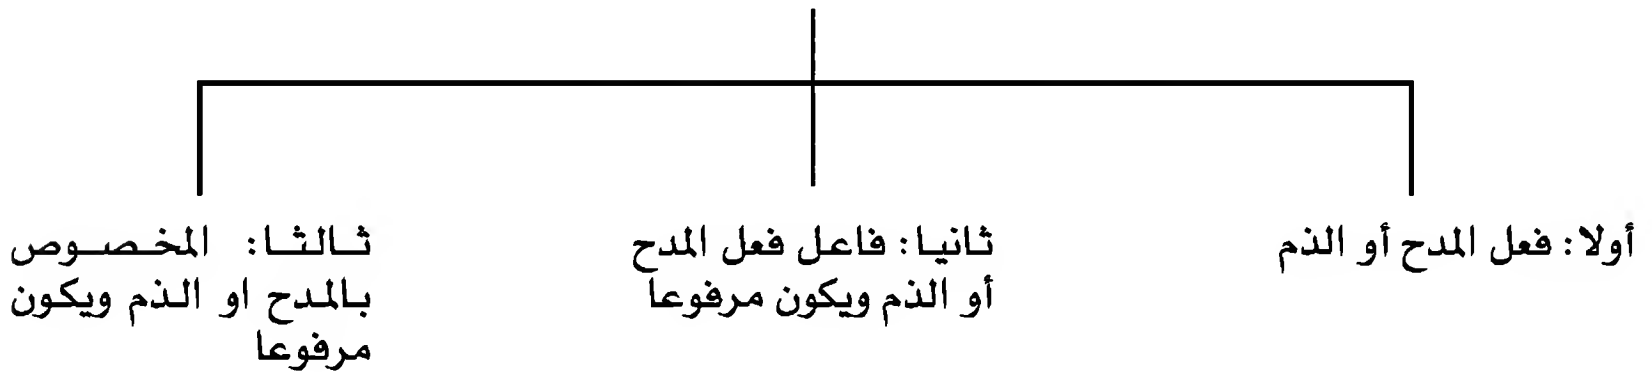 أولا: فعل المدح أو الذم
ثانيا: فاعل فعل المدح
أو الذم ويكون مرفوعا
ثالثا: المخصوص
بالمدح او الذم ويكون
مرفوعا